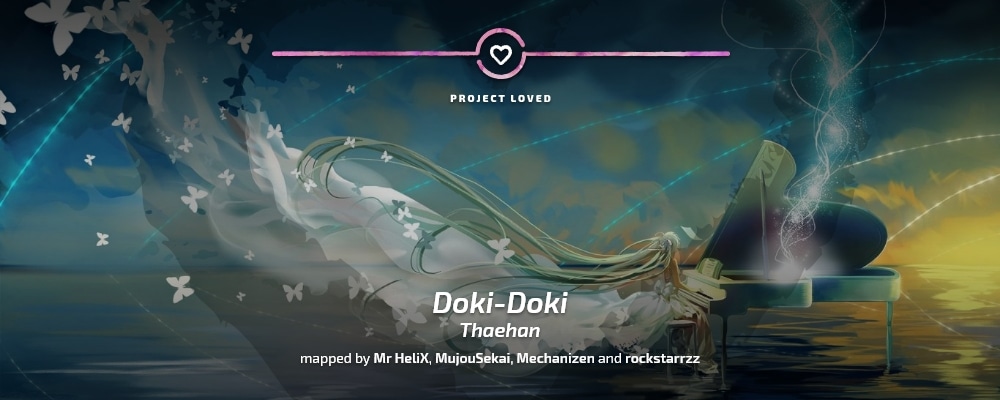 PROJECT LOVED
Doki-Doki
Thaehan
mapped by Mr HeliX, MujouSekai, Mechanizen and rockstarrzz